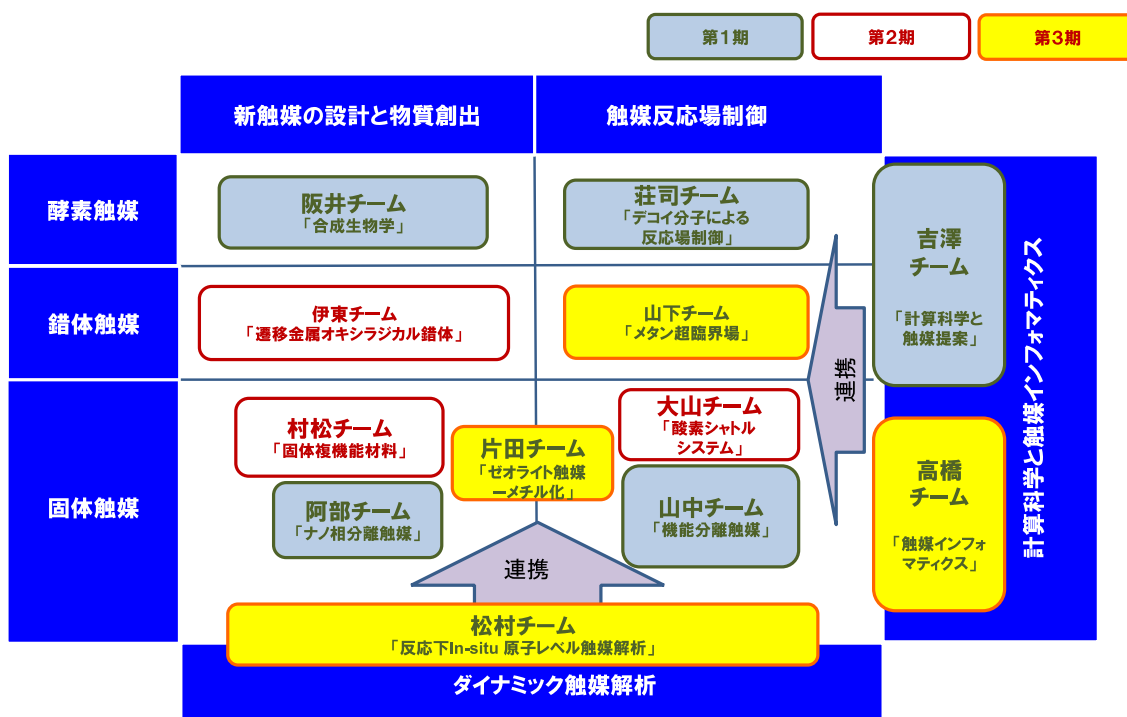 第1期
第2期
第3期
新触媒の設計と物質創出
触媒反応場制御
酵素触媒
阪井チーム
「合成生物学」
荘司チーム
「デコイ分子による
反応場制御」
吉澤
チーム
「計算科学と
触媒提案」
錯体触媒
伊東チーム
「遷移金属オキシラジカル錯体」
山下チーム
「メタン超臨界場」
連携
計算科学と触媒インフォマティクス
固体触媒
村松チーム
「固体複機能材料」
片田チーム
「ゼオライト触媒
ーメチル化」
大山チーム
「酸素シャトル
システム」
阿部チーム
「ナノ相分離触媒」
山中チーム
「機能分離触媒」
高橋
チーム
「触媒インフォ
マティクス」
連携
松村チーム
「反応下In-situ 原子レベル触媒解析」
ダイナミック触媒解析